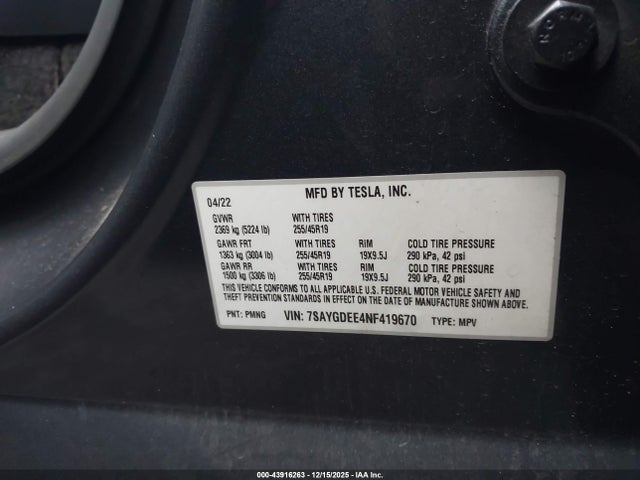 NORM
MFD BY TESLA, INC.
04/22
GVWR WITH TIRES
2369 kg (5224 lb) 255/45R19
GAWR FRT WITH TIRES RIM COLD TIRE PRESSURE
1363 kg (3004 lb) 255/45R19 19X9.5J 290 kPa, 42 psi
GAWR RR WITH TIRES RIM COLD TIRE PRESSURE
1500 kg (3306 lb) 255/45R19 19X9.5J 290 kPa, 42 psi
THIS VEHICLE CONFORMS TO ALL APPLICABLE U.S. FEDERAL MOTOR VEHICLE SAFETY AND
THEFT PREVENTION STANDARDS IN EFFECT ON THE DATE OF MANUFACTURE SHOWN ABOVE.
PNT: PMNG VIN: 7SAYGDEE4NF419670 TYPE: MPV
000-43916263 - 12/15/2025 - IAA Inc.